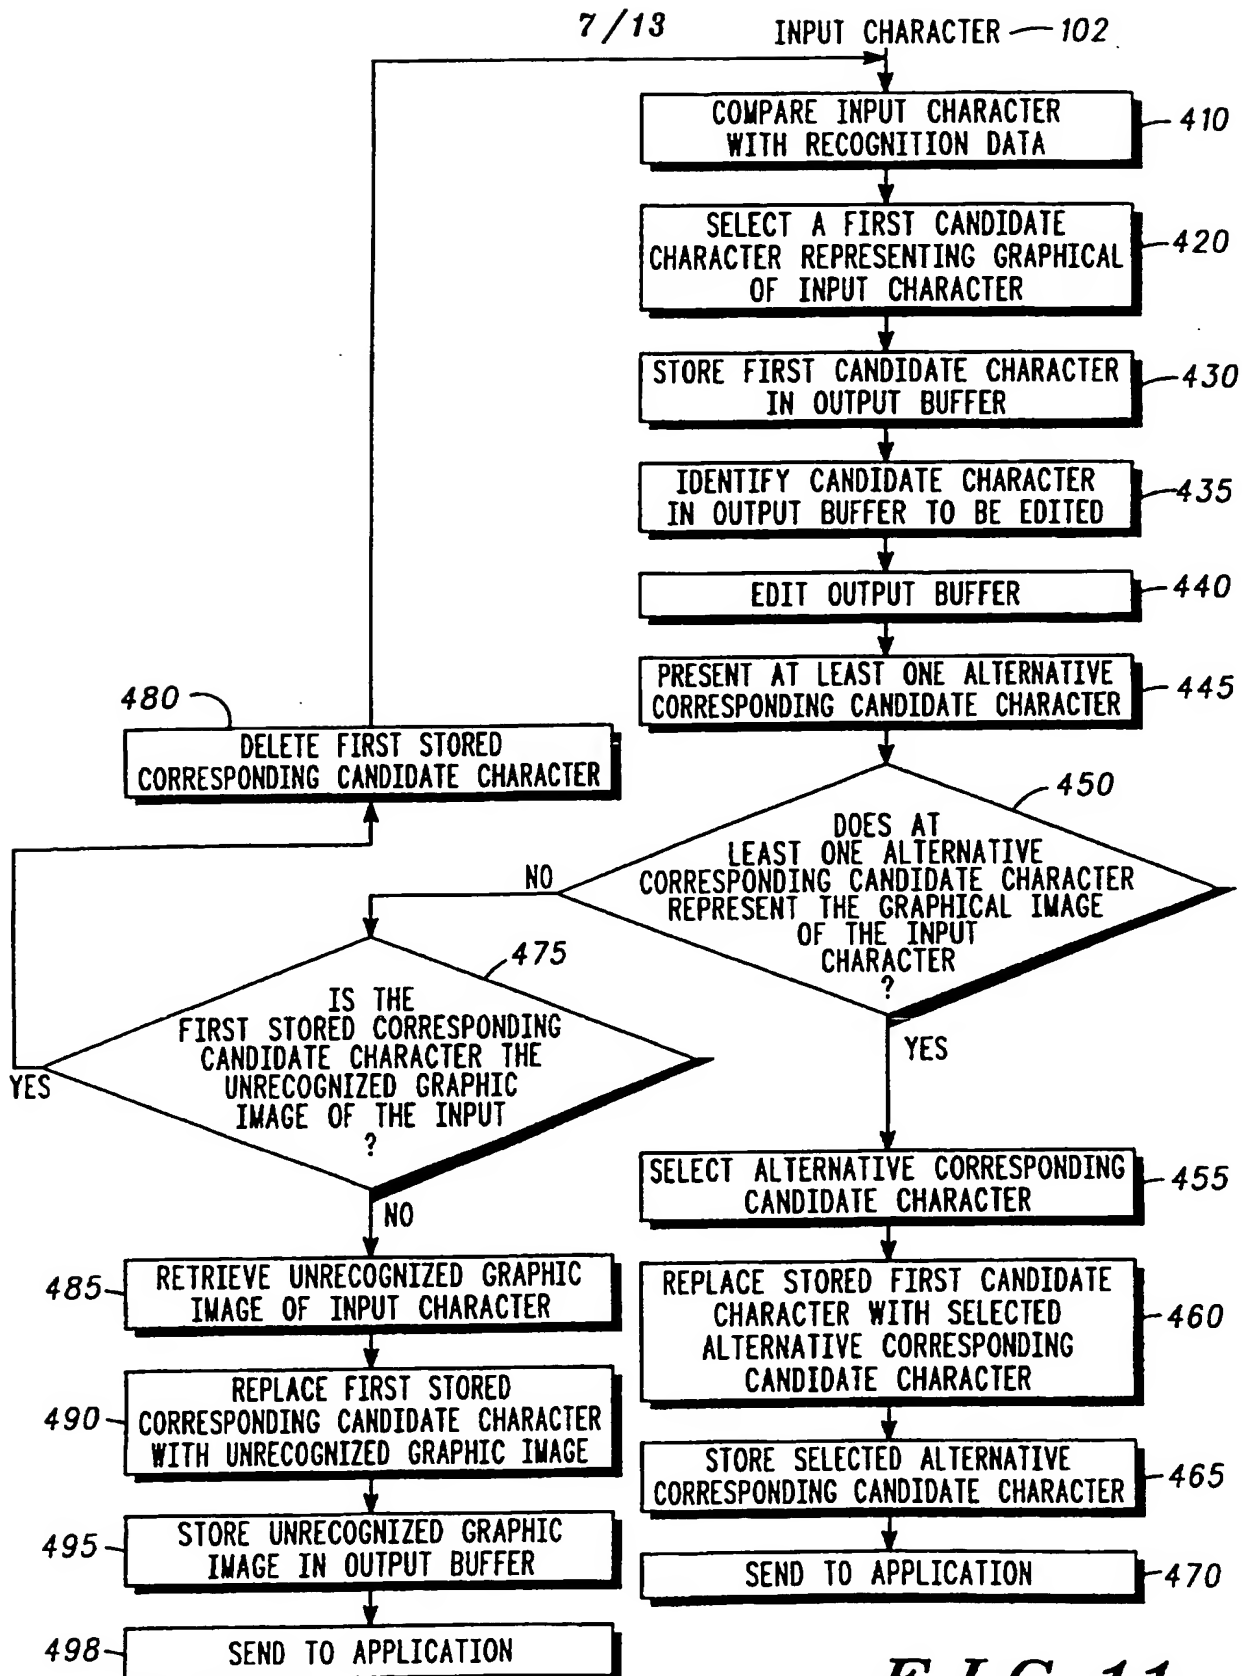 7/13
INPUT CHARACTER 102
COMPARE INPUT CHARACTER
WITH RECOGNITION DATA
410
SELECT A FIRST CANDIDATE
CHARACTER REPRESENTING GRAPHICAL
OF INPUT CHARACTER
420
STORE FIRST CANDIDATE CHARACTER
IN OUTPUT BUFFER
430
IDENTIFY CANDIDATE CHARACTER
IN OUTPUT BUFFER TO BE EDITED
435
EDIT OUTPUT BUFFER
440
PRESENT AT LEAST ONE ALTERNATIVE
CORRESPONDING CANDIDATE CHARACTER
445
480
DELETE FIRST STORED
CORRESPONDING CANDIDATE CHARACTER
450
DOES AT
LEAST ONE ALTERNATIVE
CORRESPONDING CANDIDATE CHARACTER
REPRESENT THE GRAPHICAL IMAGE
OF THE INPUT
CHARACTER
?
NO
YES
475
IS THE
FIRST STORED CORRESPONDING
CANDIDATE CHARACTER THE
UNRECOGNIZED GRAPHIC
IMAGE OF THE INPUT
?
YES
NO
SELECT ALTERNATIVE CORRESPONDING
CANDIDATE CHARACTER
455
REPLACE STORED FIRST CANDIDATE
CHARACTER WITH SELECTED
ALTERNATIVE CORRESPONDING
CANDIDATE CHARACTER
460
STORE SELECTED ALTERNATIVE
CORRESPONDING CANDIDATE CHARACTER
465
SEND TO APPLICATION
470
485
RETRIEVE UNRECOGNIZED GRAPHIC
IMAGE OF INPUT CHARACTER
490
REPLACE FIRST STORED
CORRESPONDING CANDIDATE CHARACTER
WITH UNRECOGNIZED GRAPHIC IMAGE
495
STORE UNRECOGNIZED GRAPHIC
IMAGE IN OUTPUT BUFFER
498
SEND TO APPLICATION
FIG. 11